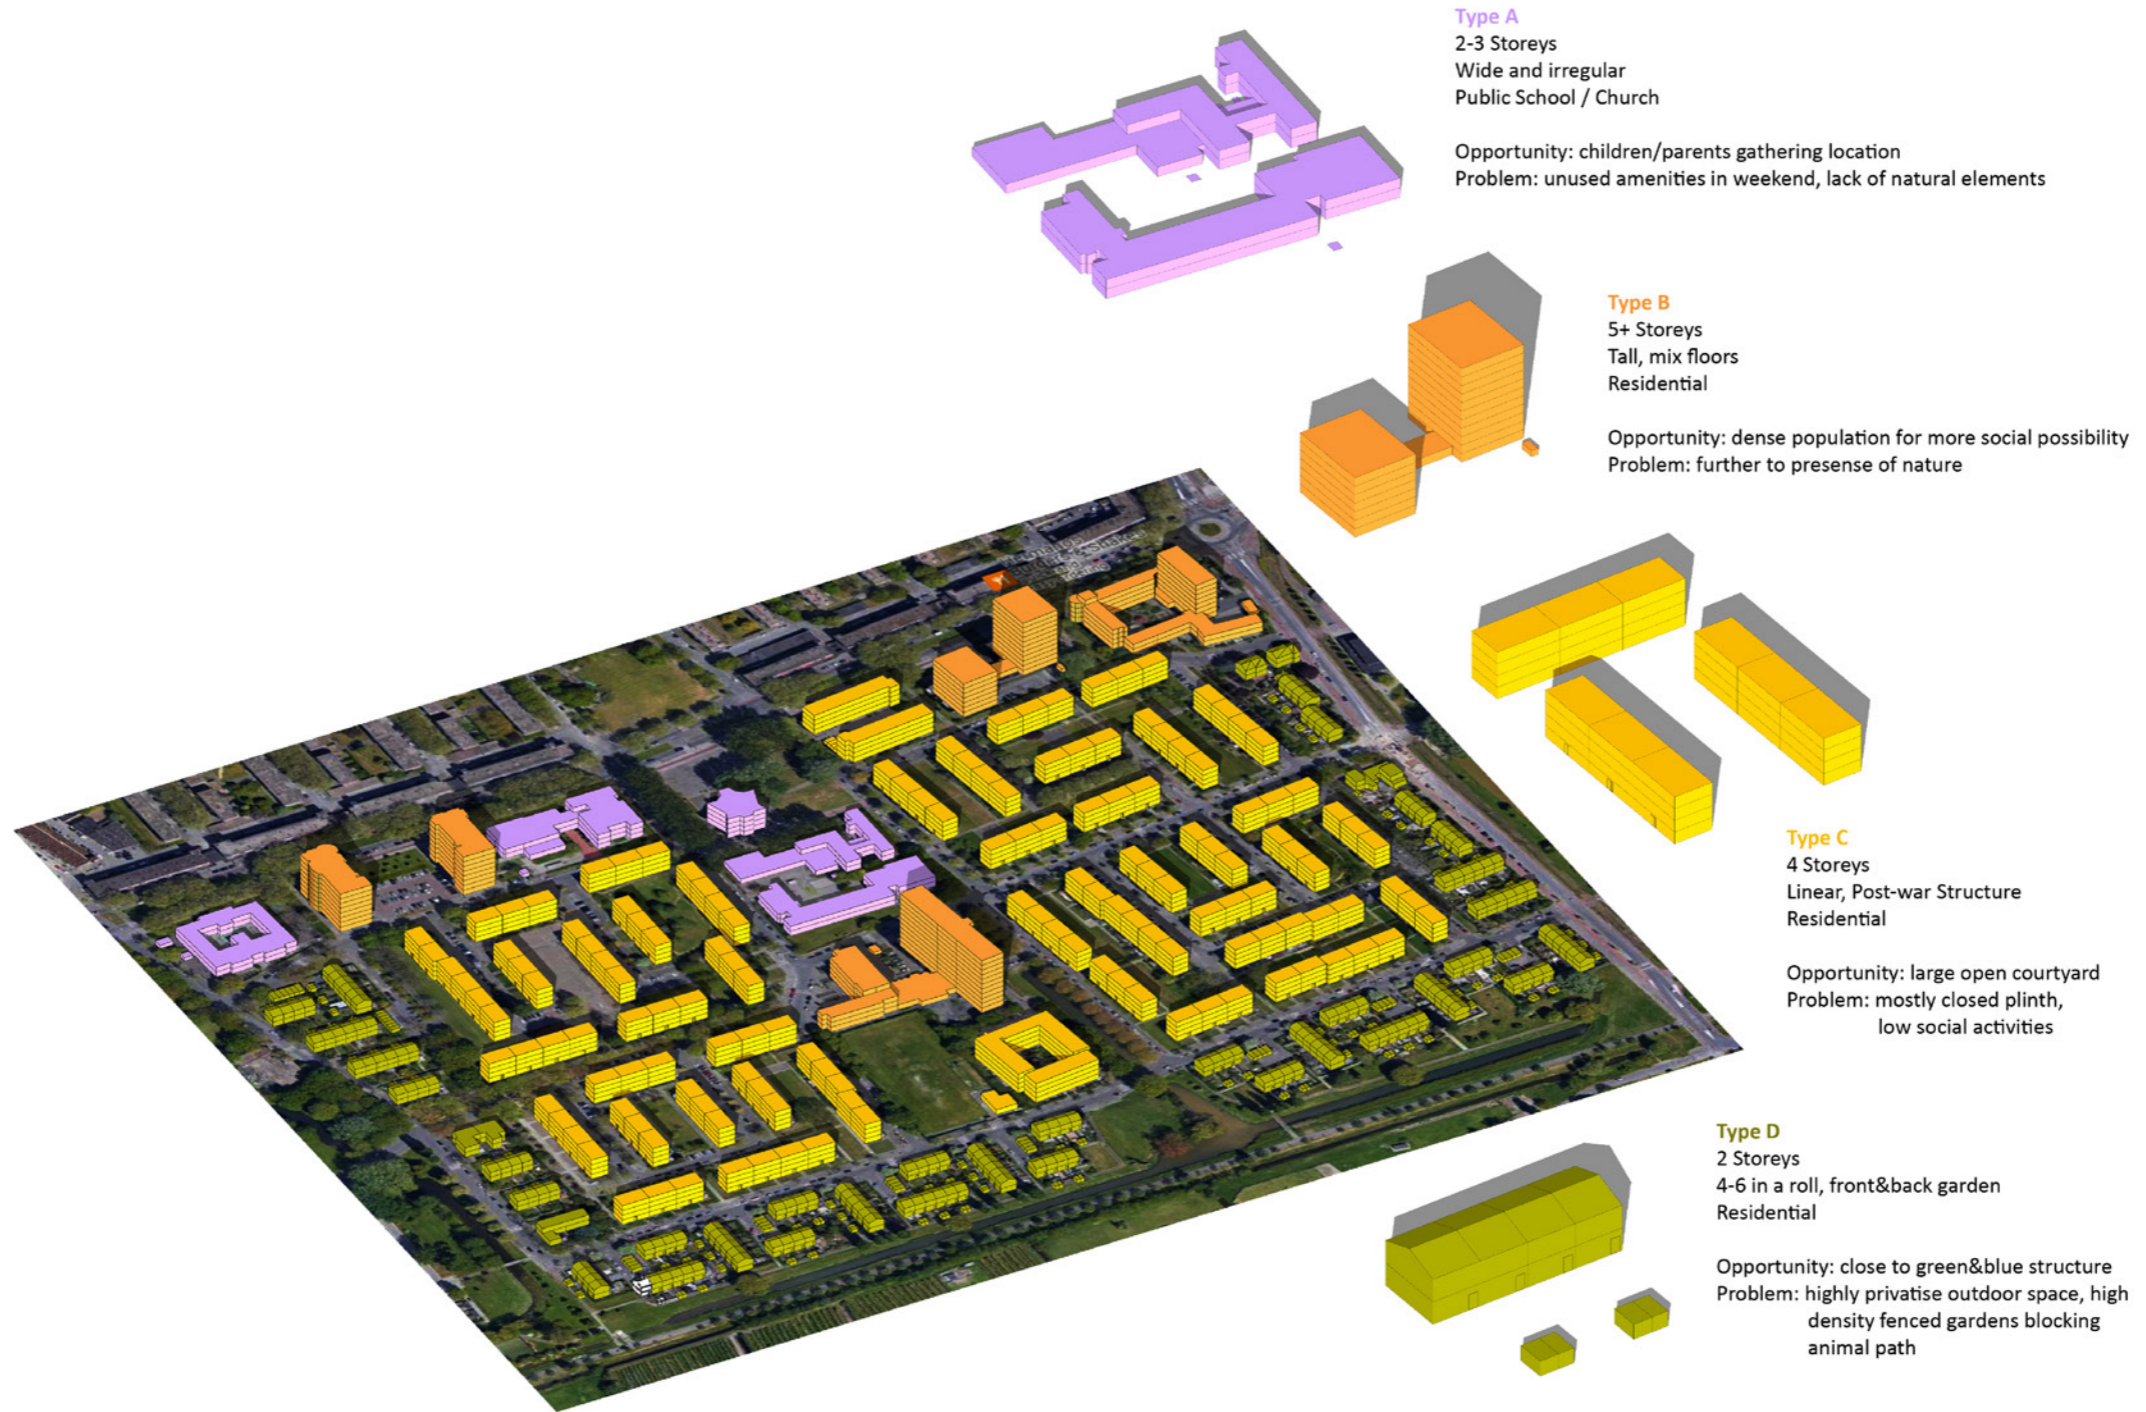 Type A
2-3 Storeys
Wide and irregular
Public School / Church
Opportunity: children/parents gathering location
Problem: unused amenities in weekend, lack of natural elements
Type B
5+ Storeys
Tall, mix floors
Residential
Opportunity: dense population for more social possibility
Problem: further to presense of nature
Type C
4 Storeys
Linear, Post-war Structure
Residential
Opportunity: large open courtyard
Problem: mostly closed plinth,
low social activities
Type D
2 Storeys
4-6 in a roll, front&back garden
Residential
Opportunity: close to green&blue structure
Problem: highly privatise outdoor space, high
density fenced gardens blocking
animal path